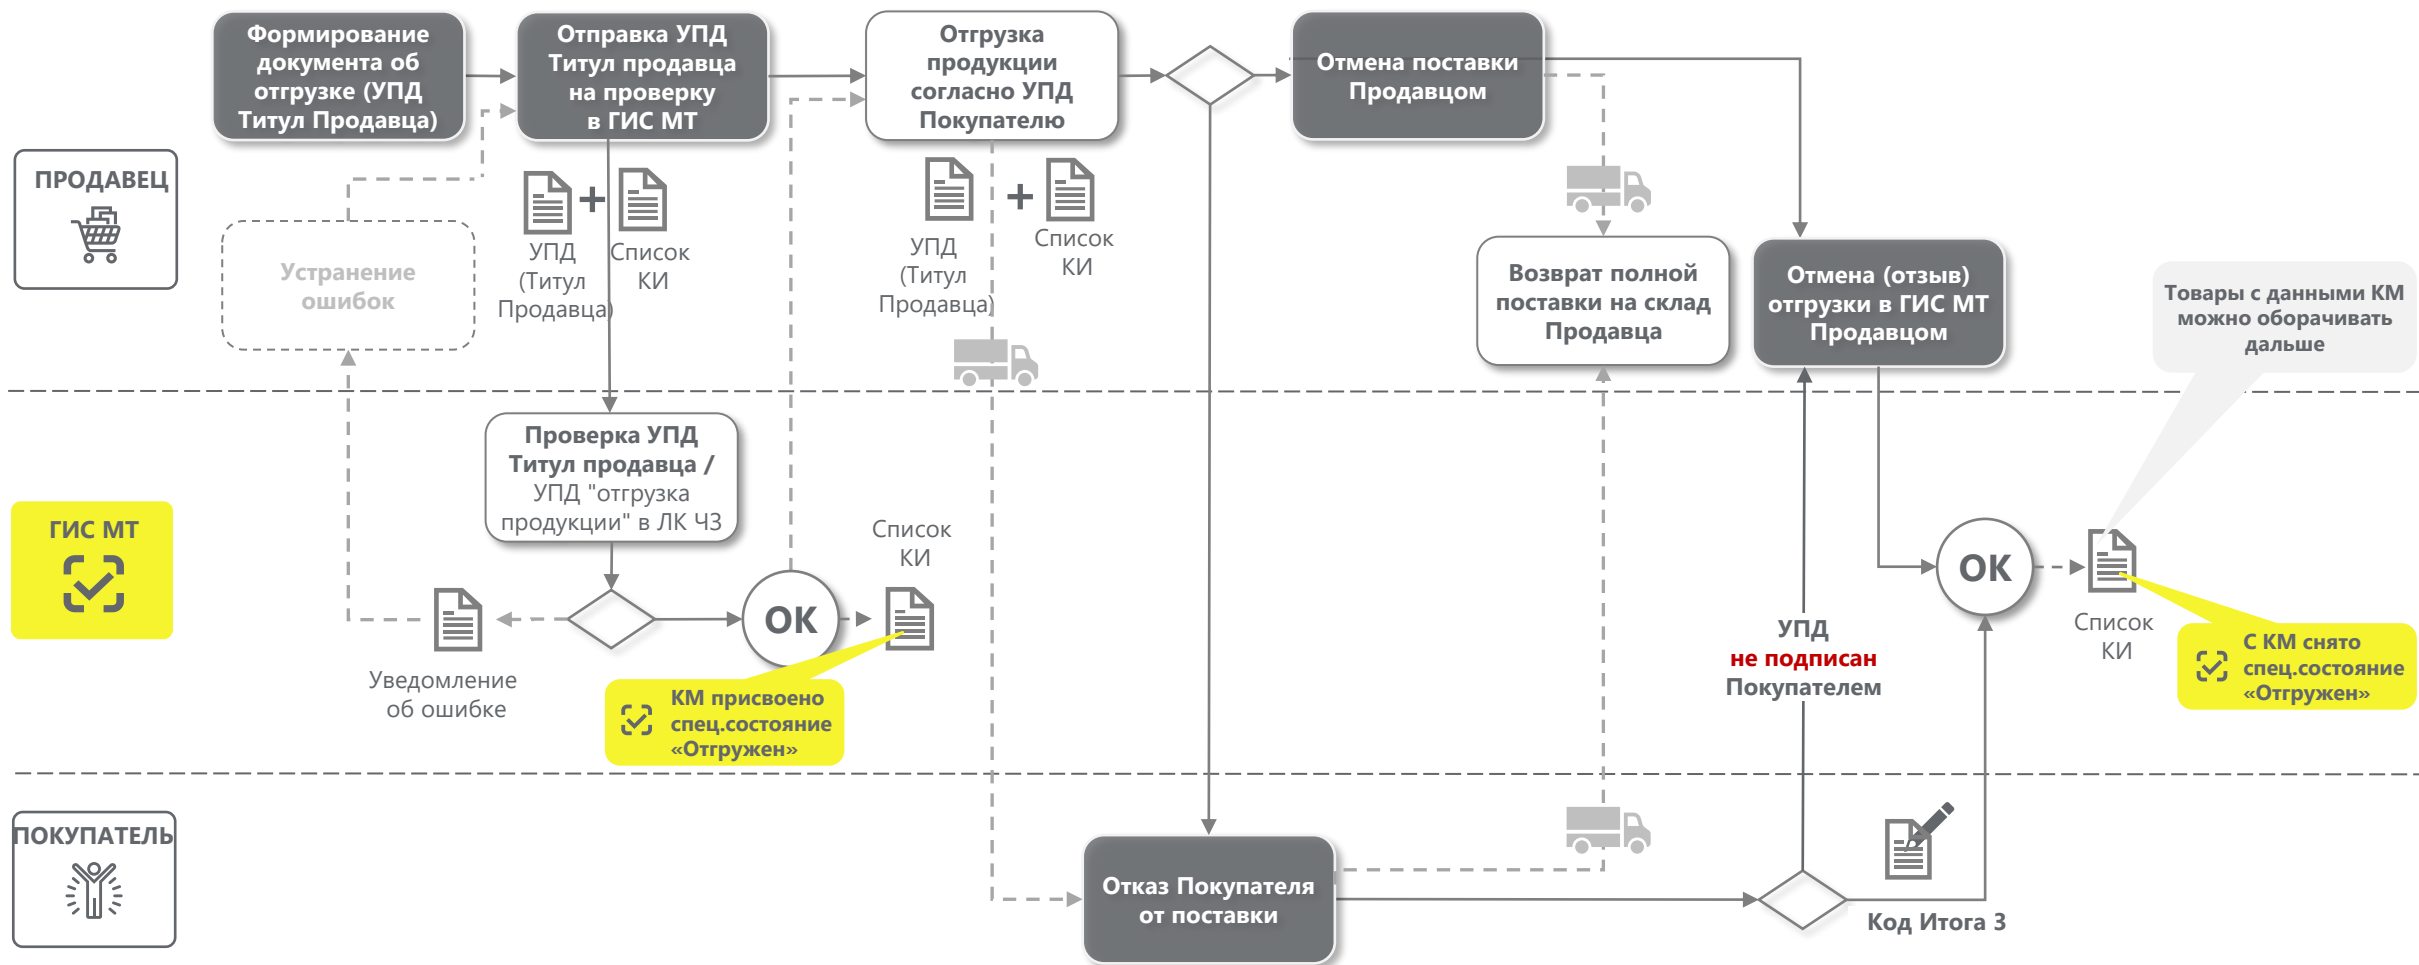 Формирование
документа об
отгрузке (УПД
Титул Продавца)
Отправка УПД
Титул продавца
на проверку
в ГИС МТ
Отгрузка
продукции
согласно УПД
Покупателю
Отмена поставки
Продавцом
ПРОДАВЕЦ
Устранение
ошибок
УПД
(Титул
Продавца)
Список
КИ
УПД
(Титул
Продавца)
Список
КИ
Возврат полной
поставки на склад
Продавца
Отмена (отзыв)
отгрузки в ГИС МТ
Продавцом
Товары с данными КМ
можно оборачивать
дальше
ГИС МТ
Проверка УПД
Титул продавца /
УПД "отгрузка
продукции" в ЛК ЧЗ
Уведомление
об ошибке
ОК
Список
КИ
КМ присвоено
спец.состояние
«Отгружен»
УПД
не подписан
Покупателем
ОК
Список
КИ
С КМ снято
спец.состояние
«Отгружен»
ПОКУПАТЕЛЬ
Отказ Покупателя
от поставки
Код Итога 3